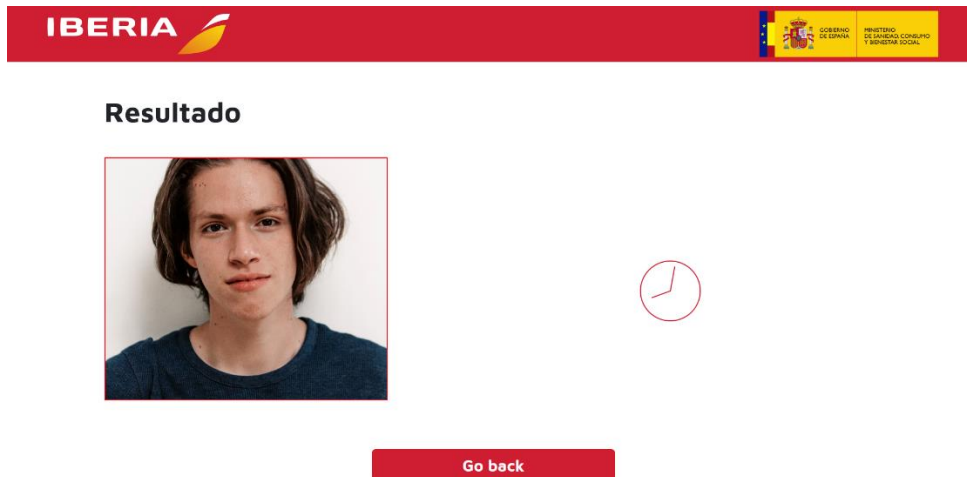 IBERIA
GOBIERNO
DE ESPAÑA
MINISTERIO
DE SANIDAD, CONSUMO
Y BIENESTAR SOCIAL
Resultado
Go back